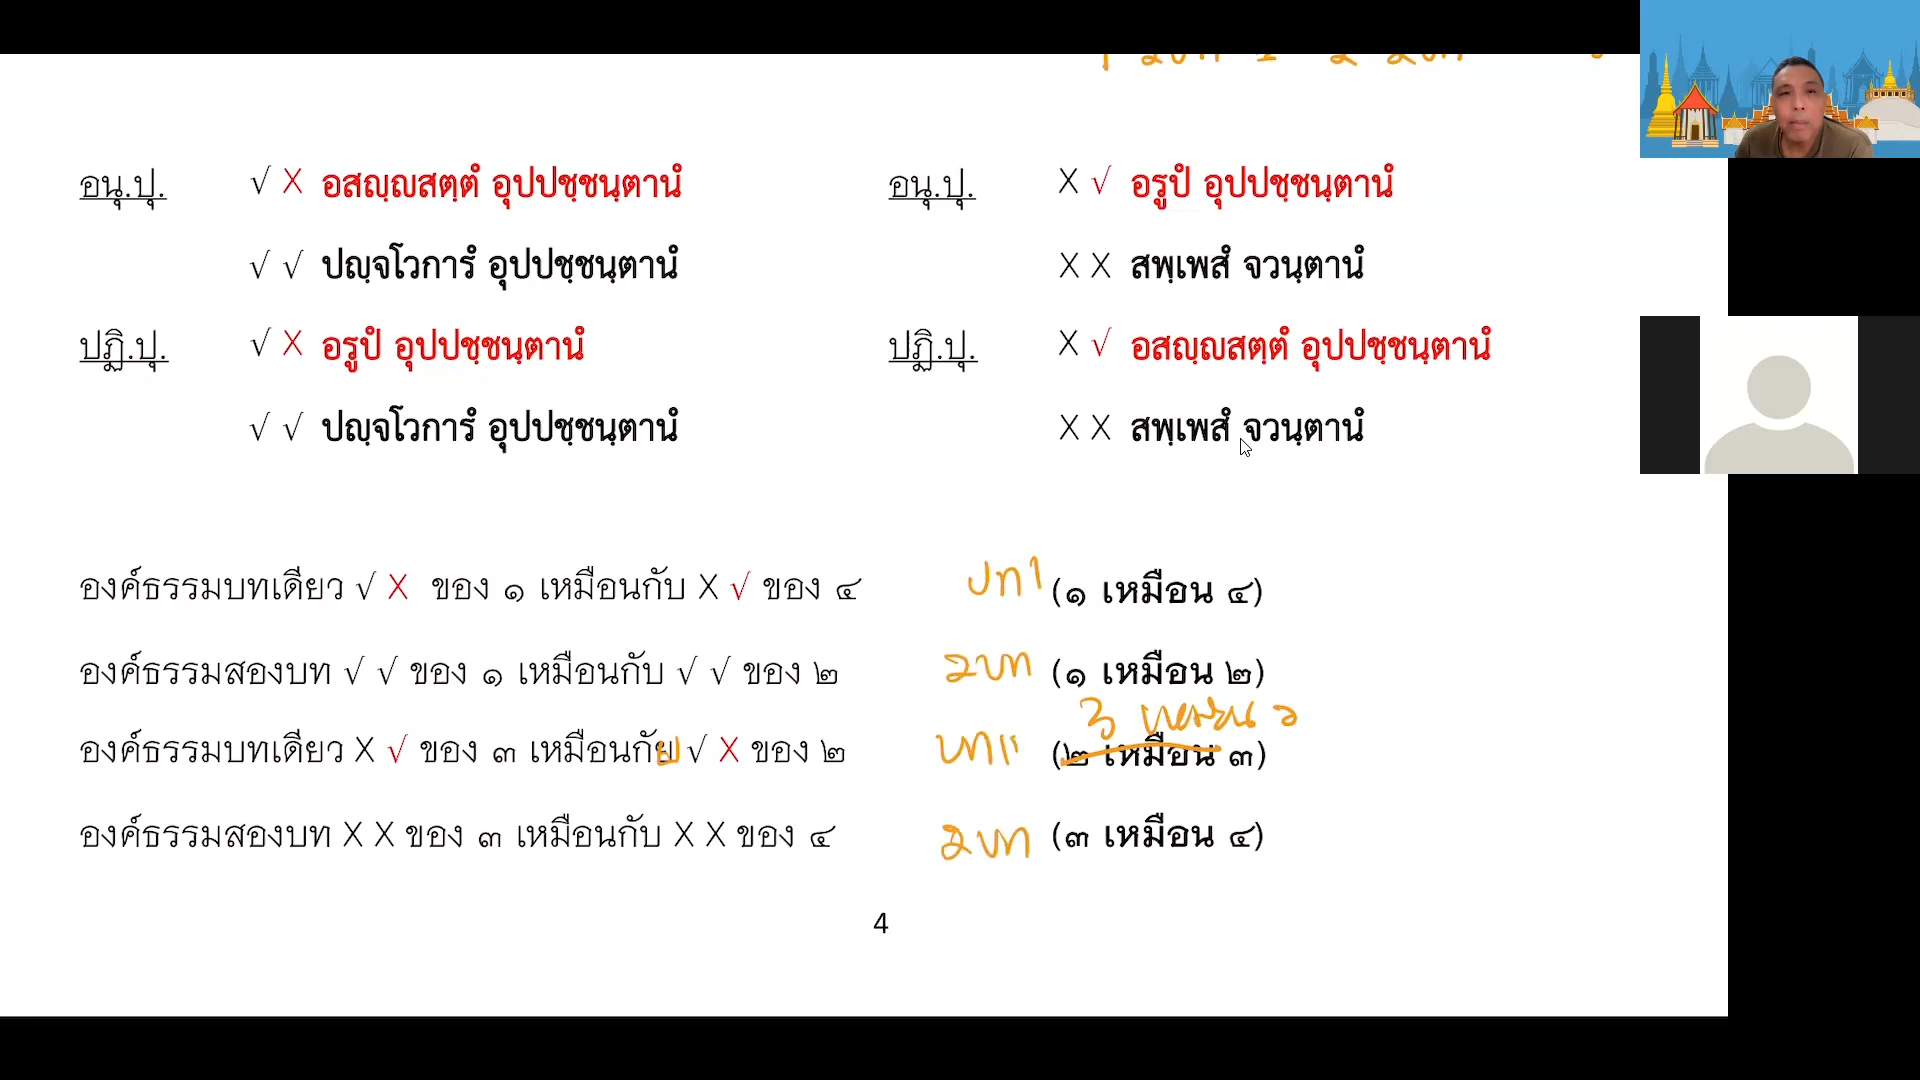 อนุ.ปุ. √ X อสญฺญสตฺตํ อุปปชฺชนฺตานํ
√ √ ปญฺจโวการํ อุปปชฺชนฺตานํ
ปฏิ.ปุ. √ X อรูปํ อุปปชฺชนฺตานํ
√ √ ปญฺจโวการํ อุปปชฺชนฺตานํ
อนุ.ปุ. X √ อรูปํ อุปปชฺชนฺตานํ
X X สพฺเพสํ จวนฺตานํ
ปฏิ.ปุ. X √ อสญฺญสตฺตํ อุปปชฺชนฺตานํ
X X สพฺเพสํ จวนฺตานํ
องค์ธรรมบทเดียว √ X ของ ๑ เหมือนกับ X √ ของ ๔ (๑ เหมือน ๔)
องค์ธรรมสองบท √ √ ของ ๑ เหมือนกับ √ √ ของ ๒ 2บท (๑ เหมือน ๒)
3 เหมือน ๖
องค์ธรรมบทเดียว X √ ของ ๓ เหมือนกับ √ X ของ ๒ (๒ เหมือน ๓)
องค์ธรรมสองบท X X ของ ๓ เหมือนกับ X X ของ ๔ 2บท (๓ เหมือน ๔)
4